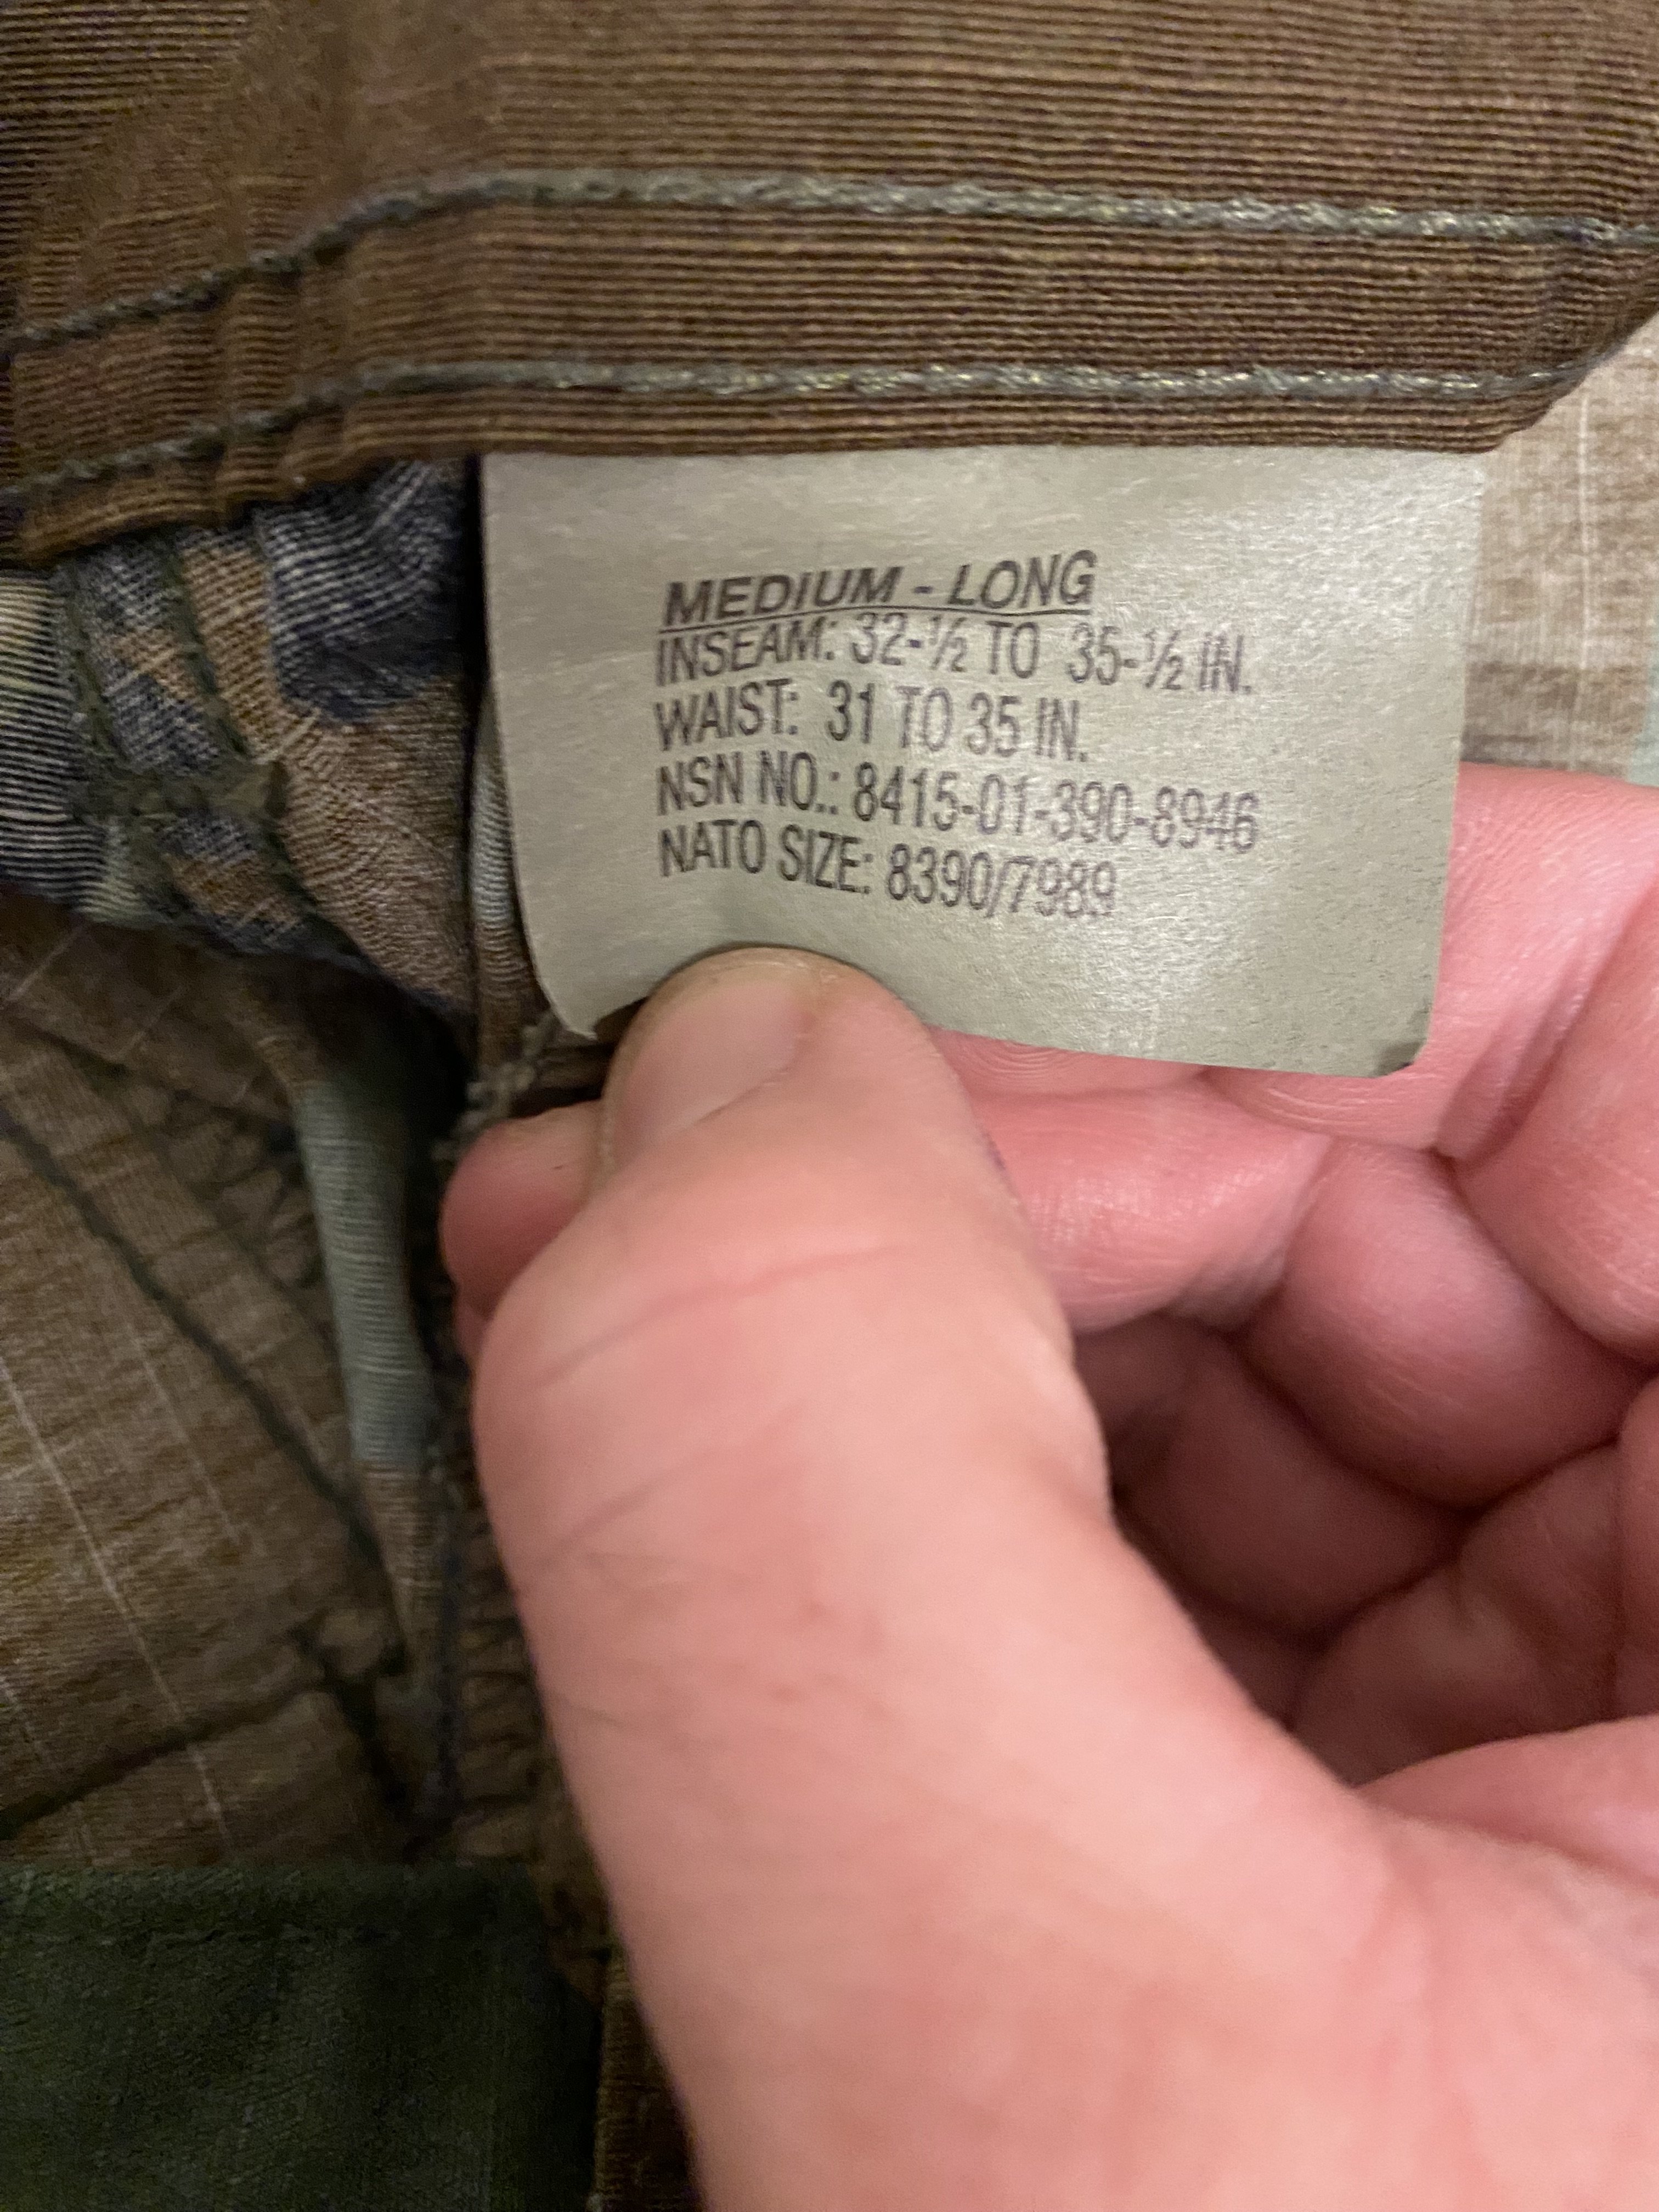 MEDIUM - LONG
INSEAM: 32-½ TO 35-½ IN.
WAIST: 31 TO 35 IN.
NSN NO.: 8415-01-390-8946
NATO SIZE: 8390/7989